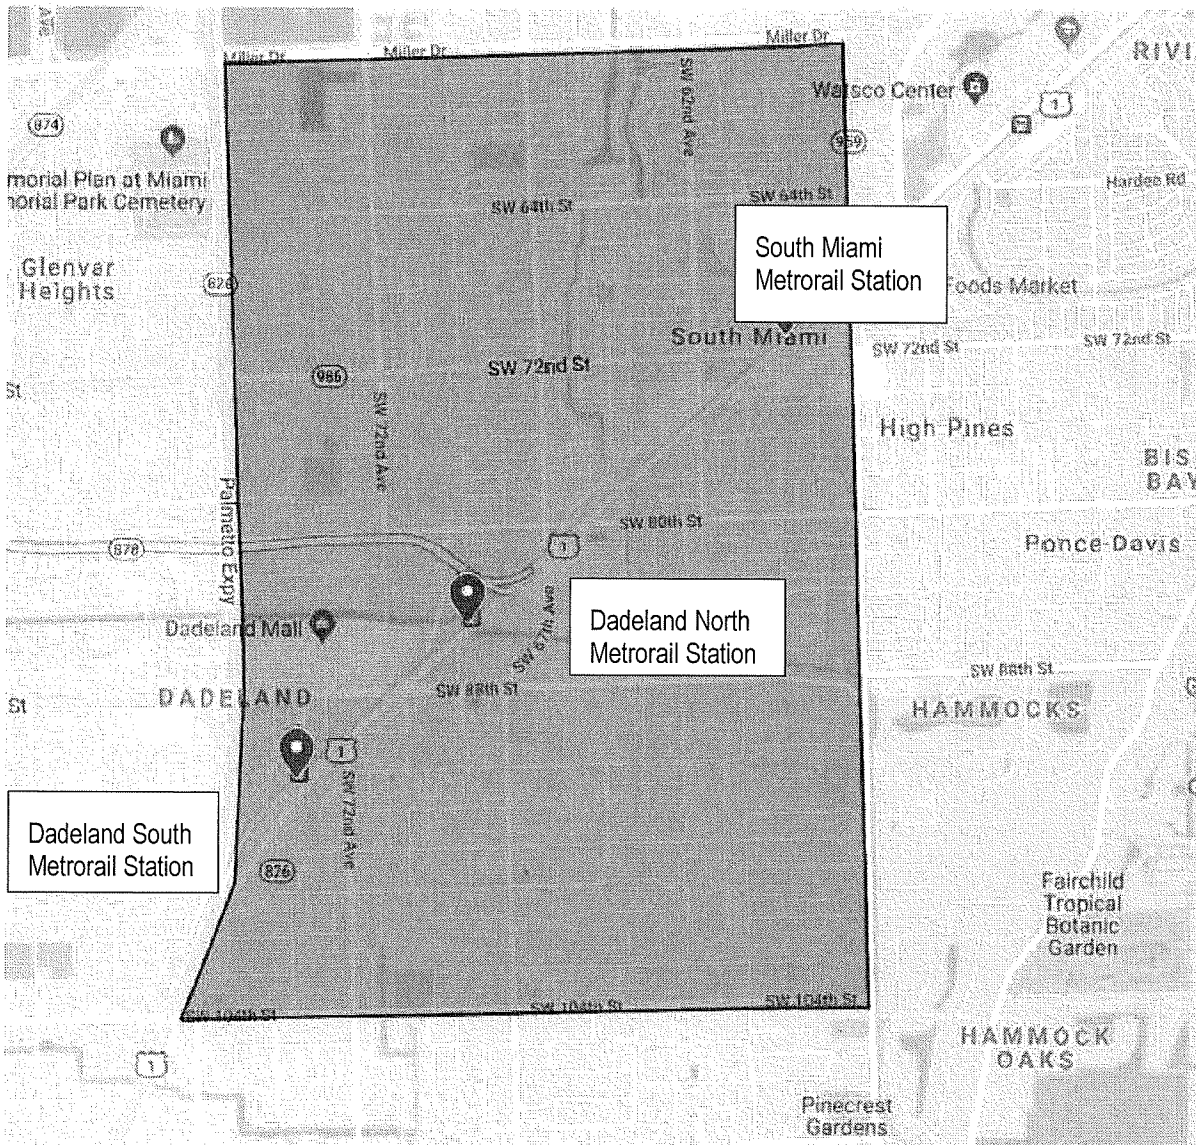 Miller Dr
Miller Dr
Miller Dr
RIVI
SW 62nd Ave
Watsco Center
1
874
959
morial Plan at Miami
morial Park Cemetery
Hardee Rd
SW 64th St
SW 64th St
Glenvar
Heights
826
South Miami
Metrorail Station
Foods Market
South Miami
SW 72nd St
SW 72nd St
SW 72nd St
986
St
SW 72nd Ave
High Pines
BIS
BAY
Palmetto Expy
SW 80th St
878
1
Ponce-Davis
Dadeland North
Metrorail Station
SW 67th Ave
Dadeland Mall
SW 88th St
SW 88th St
DADELAND
St
HAMMOCKS
1
SW 72nd Ave
Dadeland South
Metrorail Station
826
Fairchild
Tropical
Botanic
Garden
SW 104th St
SW 104th St
SW 104th St
HAMMOCK
OAKS
1
Pinecrest
Gardens